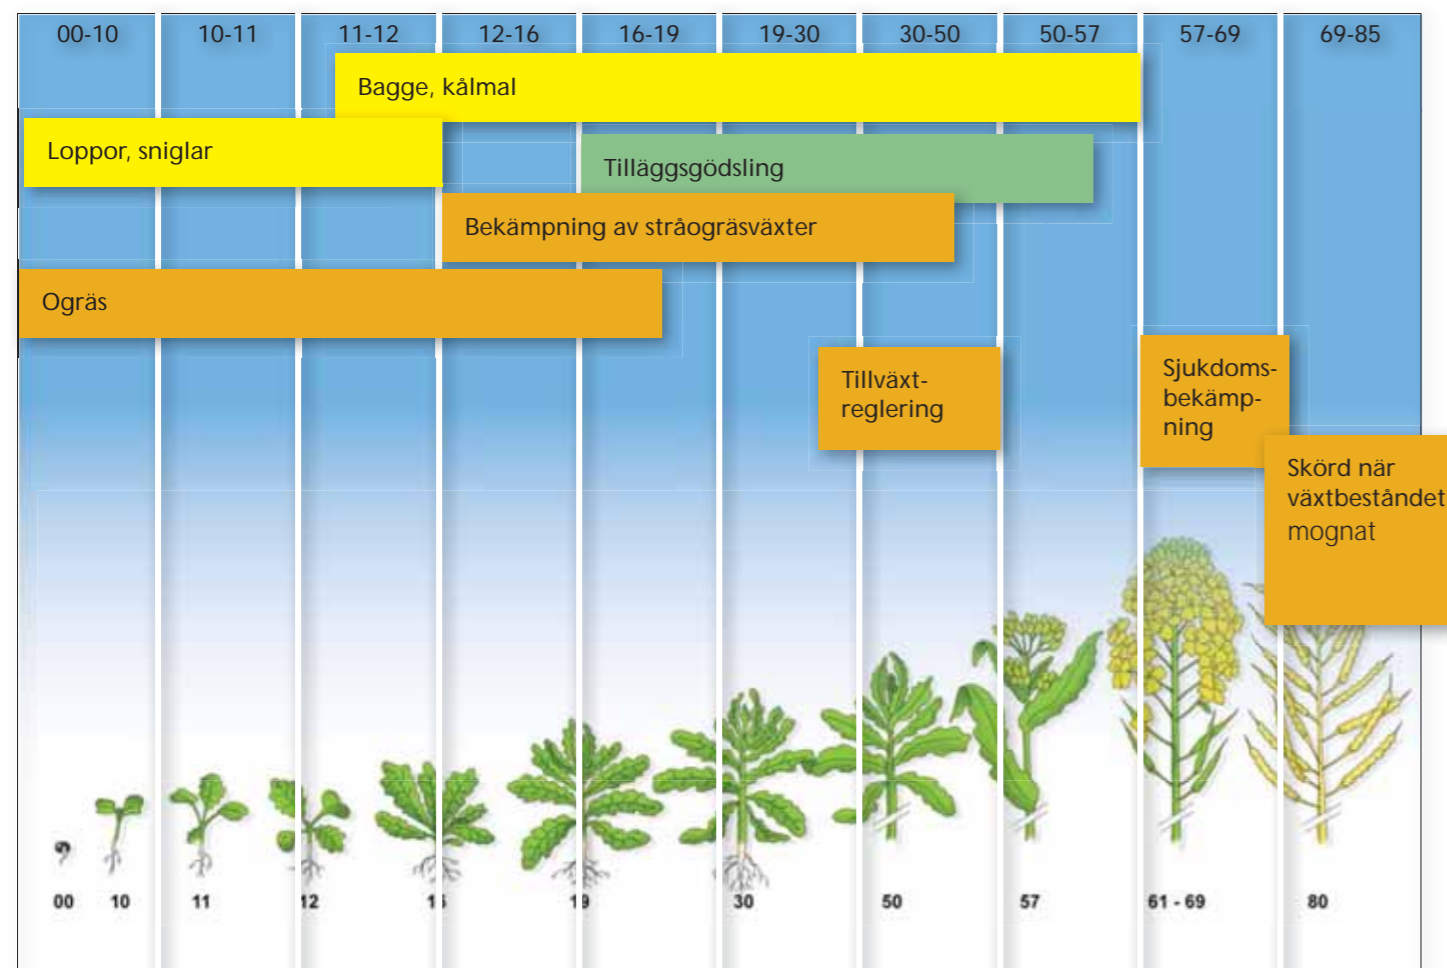 00-10 10-11 11-12 12-16 16-19 19-30 30-50 50-57 57-69 69-85
Bagge, kålmal
Loppor, sniglar
Tilläggsgödsling
Bekämpning av stråogräsväxter
Ogräs
Tillväxt-
reglering
Sjukdoms-
bekämp-
ning
Skörd när
växtbeståndet
mognat
00 10 11 12 19 30 50 57 61 - 69 80